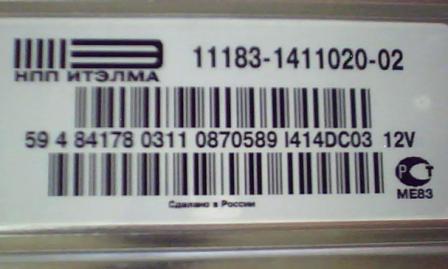 11183-1411020-02
НПП ИТЭЛМА
59 4 84178 0311 0870589 I414DC03 12V
РСТ
МЕ83
Сделано в России